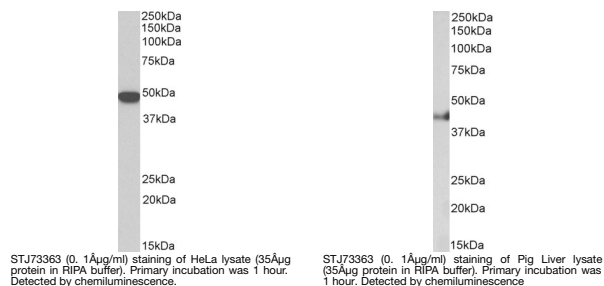 250kDa
150kDa
100kDa
75kDa
50kDa
37kDa
25kDa
20kDa
15kDa
STJ73363 (0. 1Âµg/ml) staining of HeLa lysate (35Âµg
protein in RIPA buffer). Primary incubation was 1 hour.
Detected by chemiluminescence.
250kDa
150kDa
100kDa
75kDa
50kDa
37kDa
25kDa
20kDa
15kDa
STJ73363 (0. 1Âµg/ml) staining of Pig Liver lysate
(35Âµg protein in RIPA buffer). Primary incubation was
1 hour. Detected by chemiluminescence